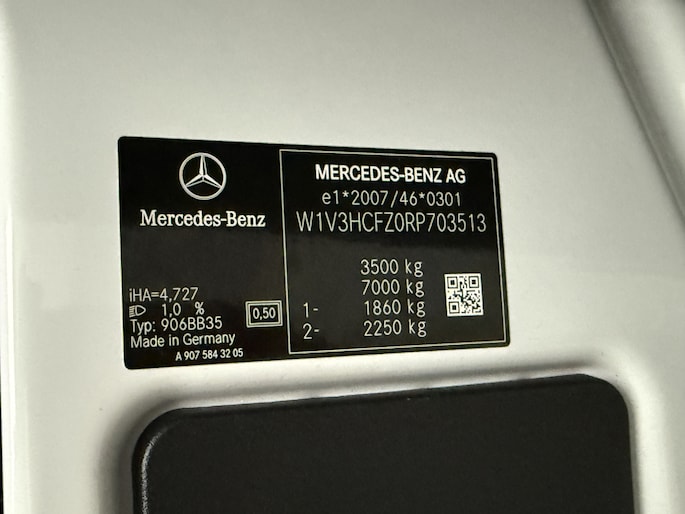 Mercedes-Benz
iHA=4,727
1,0 %
Typ: 906BB35
Made in Germany
A 907 584 32 05
0,50
MERCEDES-BENZ AG
e1*2007/46*0301
W1V3HCFZ0RP703513
3500 kg
7000 kg
1- 1860 kg
2- 2250 kg